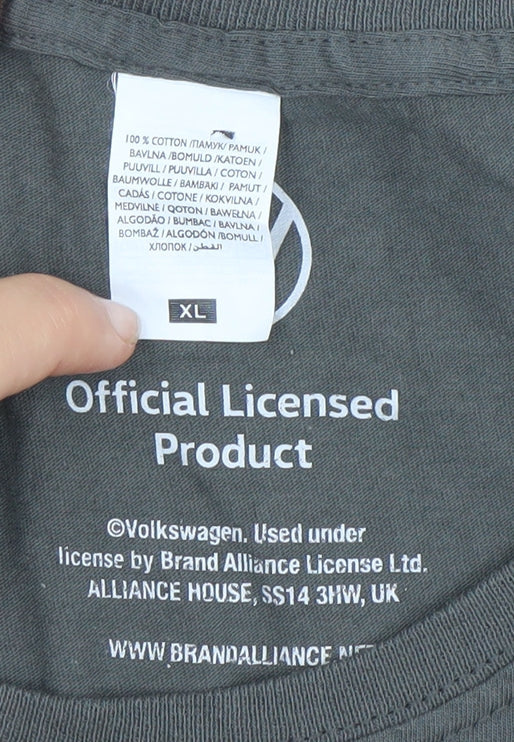 100 % COTTON /ПАМУК/ PAMUK /
BAVLNA /BOMULD /KATOEN /
PUUVILL / PUUVILLA / COTON /
BAUMWOLLE / BAMBAKI / PAMUT /
CADÁS / COTONE / KOKVILNA /
MEDVILNĖ / QOTON / BAWEŁNA /
ALGODÃO / BUMBAC / BAVLNA /
BOMBAŽ / ALGODÓN /BOMULL /
ХЛОПОК / القطن
XL
Official Licensed
Product
©Volkswagen. Used under
license by Brand Alliance License Ltd.
ALLIANCE HOUSE, SS14 3HW, UK
WWW.BRANDALLIANCE